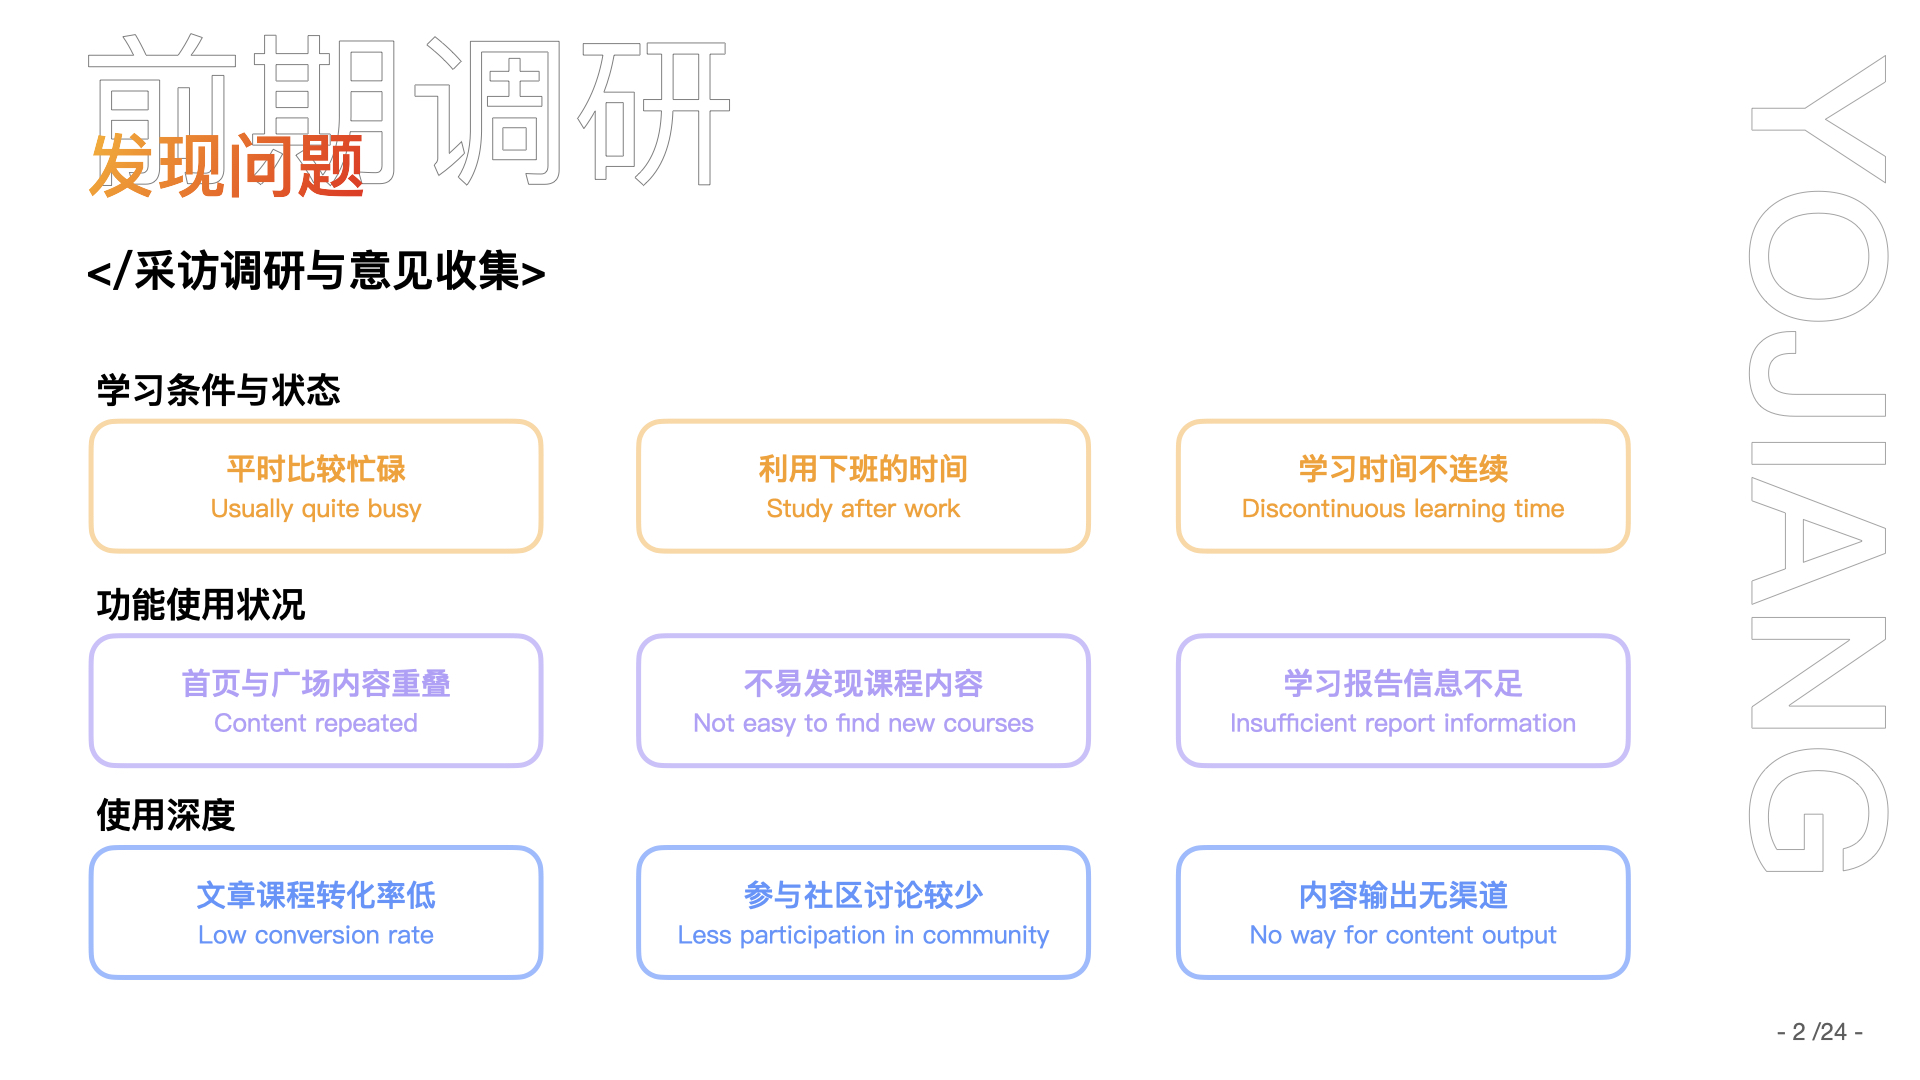 前期调研
发现问题
</采访调研与意见收集>
学习条件与状态
平时比较忙碌
Usually quite busy
利用下班的时间
Study after work
学习时间不连续
Discontinuous learning time
功能使用状况
首页与广场内容重叠
Content repeated
不易发现课程内容
Not easy to find new courses
学习报告信息不足
Insufficient report information
使用深度
文章课程转化率低
Low conversion rate
参与社区讨论较少
Less participation in community
内容输出无渠道
No way for content output
YOJIANG
- 2 /24 -